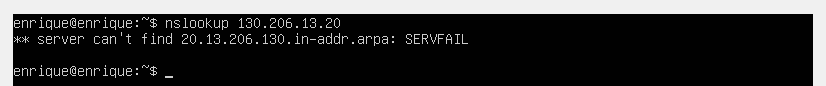 enrique@enrique:~$ nslookup 130.206.13.20
** server can't find 20.13.206.130.in-addr.arpa: SERVFAIL
enrique@enrique:~$ _